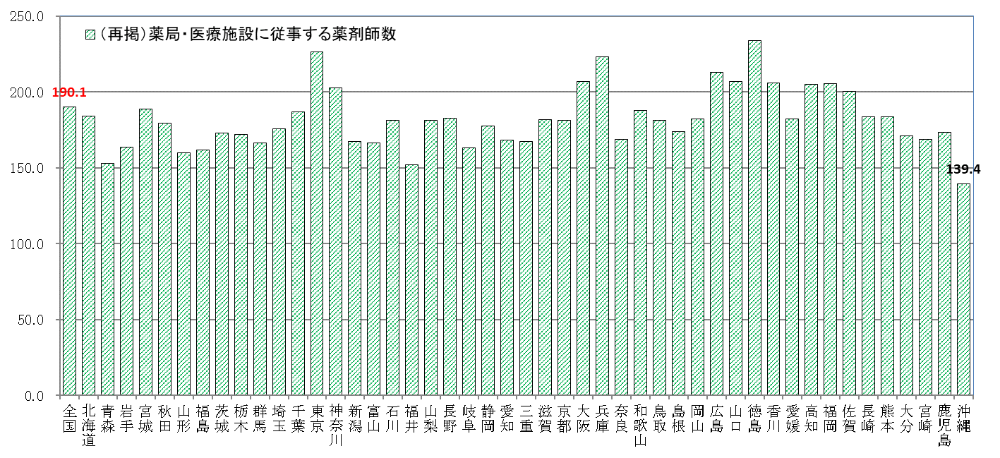 250.0
(再掲)薬局・医療施設に従事する薬剤師数
200.0
190.1
150.0
139.4
100.0
50.0
0.0
全国
北海道
青森
岩手
宮城
秋田
山形
福島
茨城
栃木
群馬
埼玉
千葉
東京
神奈川
新潟
富山
石川
福井
山梨
長野
岐阜
静岡
愛知
三重
滋賀
京都
大阪
兵庫
奈良
和歌山
鳥取
島根
岡山
広島
山口
徳島
香川
愛媛
高知
福岡
佐賀
長崎
熊本
大分
宮崎
鹿児島
沖縄